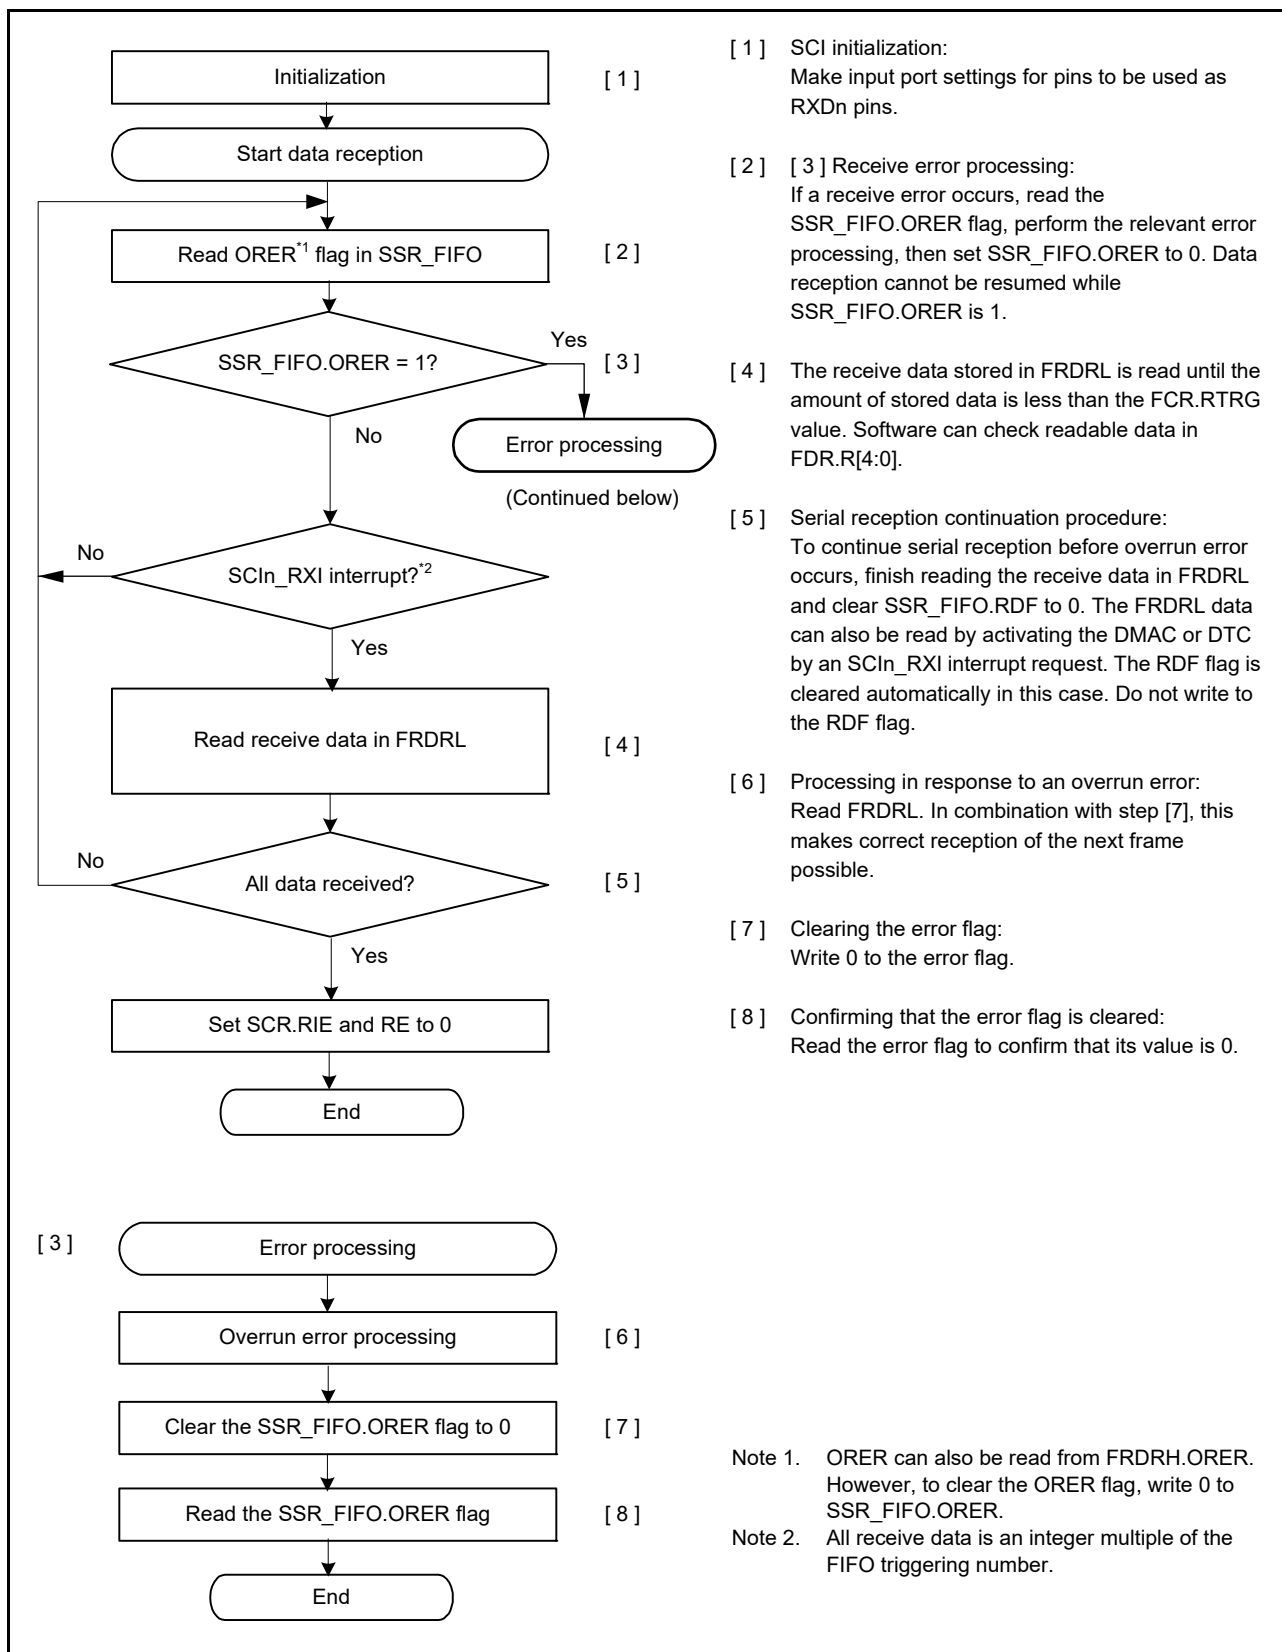 Initialization
[ 1 ]
Start data reception
Read ORER*1 flag in SSR_FIFO
[ 2 ]
SSR_FIFO.ORER = 1?
Yes
[ 3 ]
No
Error processing
(Continued below)
No
SCIn_RXI interrupt?*2
Yes
Read receive data in FRDRL
[ 4 ]
No
All data received?
[ 5 ]
Yes
Set SCR.RIE and RE to 0
End
[ 1 ] SCI initialization:
Make input port settings for pins to be used as
RXDn pins.
[ 2 ] [ 3 ] Receive error processing:
If a receive error occurs, read the
SSR_FIFO.ORER flag, perform the relevant error
processing, then set SSR_FIFO.ORER to 0. Data
reception cannot be resumed while
SSR_FIFO.ORER is 1.
[ 4 ] The receive data stored in FRDRL is read until the
amount of stored data is less than the FCR.RTRG
value. Software can check readable data in
FDR.R[4:0].
[ 5 ] Serial reception continuation procedure:
To continue serial reception before overrun error
occurs, finish reading the receive data in FRDRL
and clear SSR_FIFO.RDF to 0. The FRDRL data
can also be read by activating the DMAC or DTC
by an SCIn_RXI interrupt request. The RDF flag is
cleared automatically in this case. Do not write to
the RDF flag.
[ 6 ] Processing in response to an overrun error:
Read FRDRL. In combination with step [7], this
makes correct reception of the next frame
possible.
[ 7 ] Clearing the error flag:
Write 0 to the error flag.
[ 8 ] Confirming that the error flag is cleared:
Read the error flag to confirm that its value is 0.
[ 3 ]
Error processing
Overrun error processing
[ 6 ]
Clear the SSR_FIFO.ORER flag to 0
[ 7 ]
Read the SSR_FIFO.ORER flag
[ 8 ]
End
Note 1. ORER can also be read from FRDRH.ORER.
However, to clear the ORER flag, write 0 to
SSR_FIFO.ORER.
Note 2. All receive data is an integer multiple of the
FIFO triggering number.